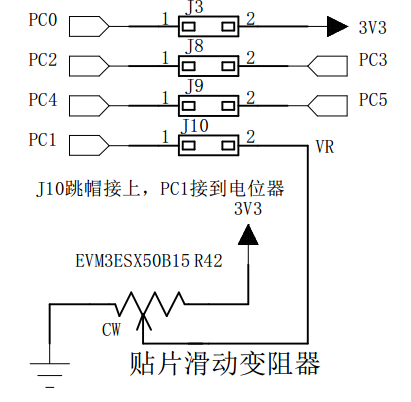 PC0 1 J3 2 3V3
PC2 1 J8 2 PC3
PC4 1 J9 2 PC5
PC1 1 J10 2
VR
J10跳帽接上，PC1接到电位器
3V3
EVM3ESX50B15 R42
CW
贴片滑动变阻器